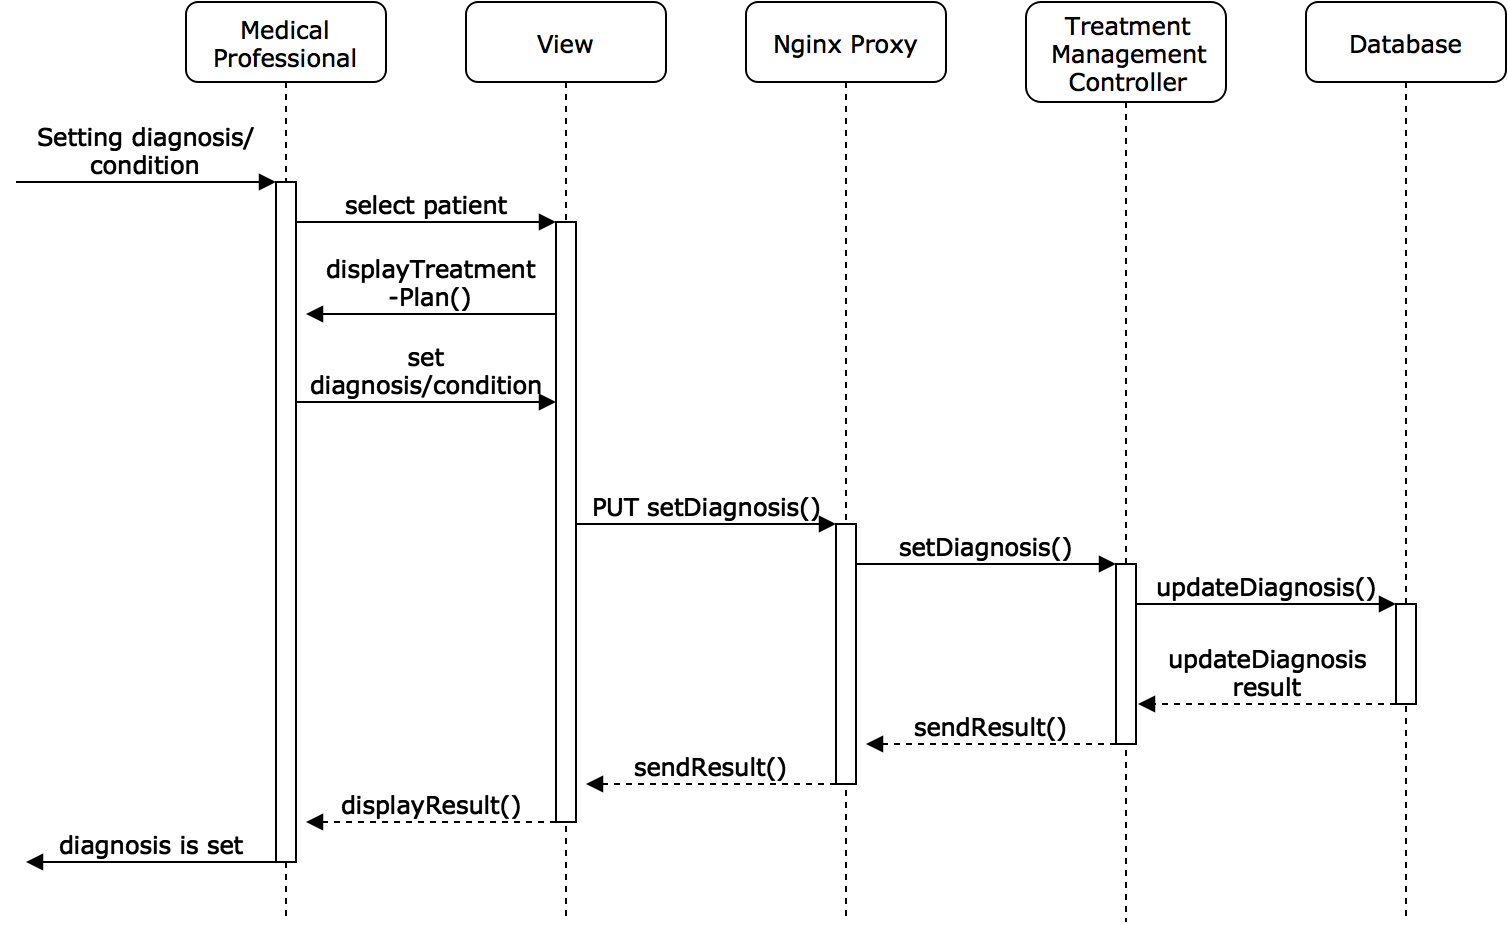 Medical
Professional
View
Nginx Proxy
Treatment
Management
Controller
Database
Setting diagnosis/
condition
select patient
displayTreatment
-Plan()
set
diagnosis/condition
PUT setDiagnosis()
setDiagnosis()
updateDiagnosis()
updateDiagnosis
result
sendResult()
sendResult()
displayResult()
diagnosis is set